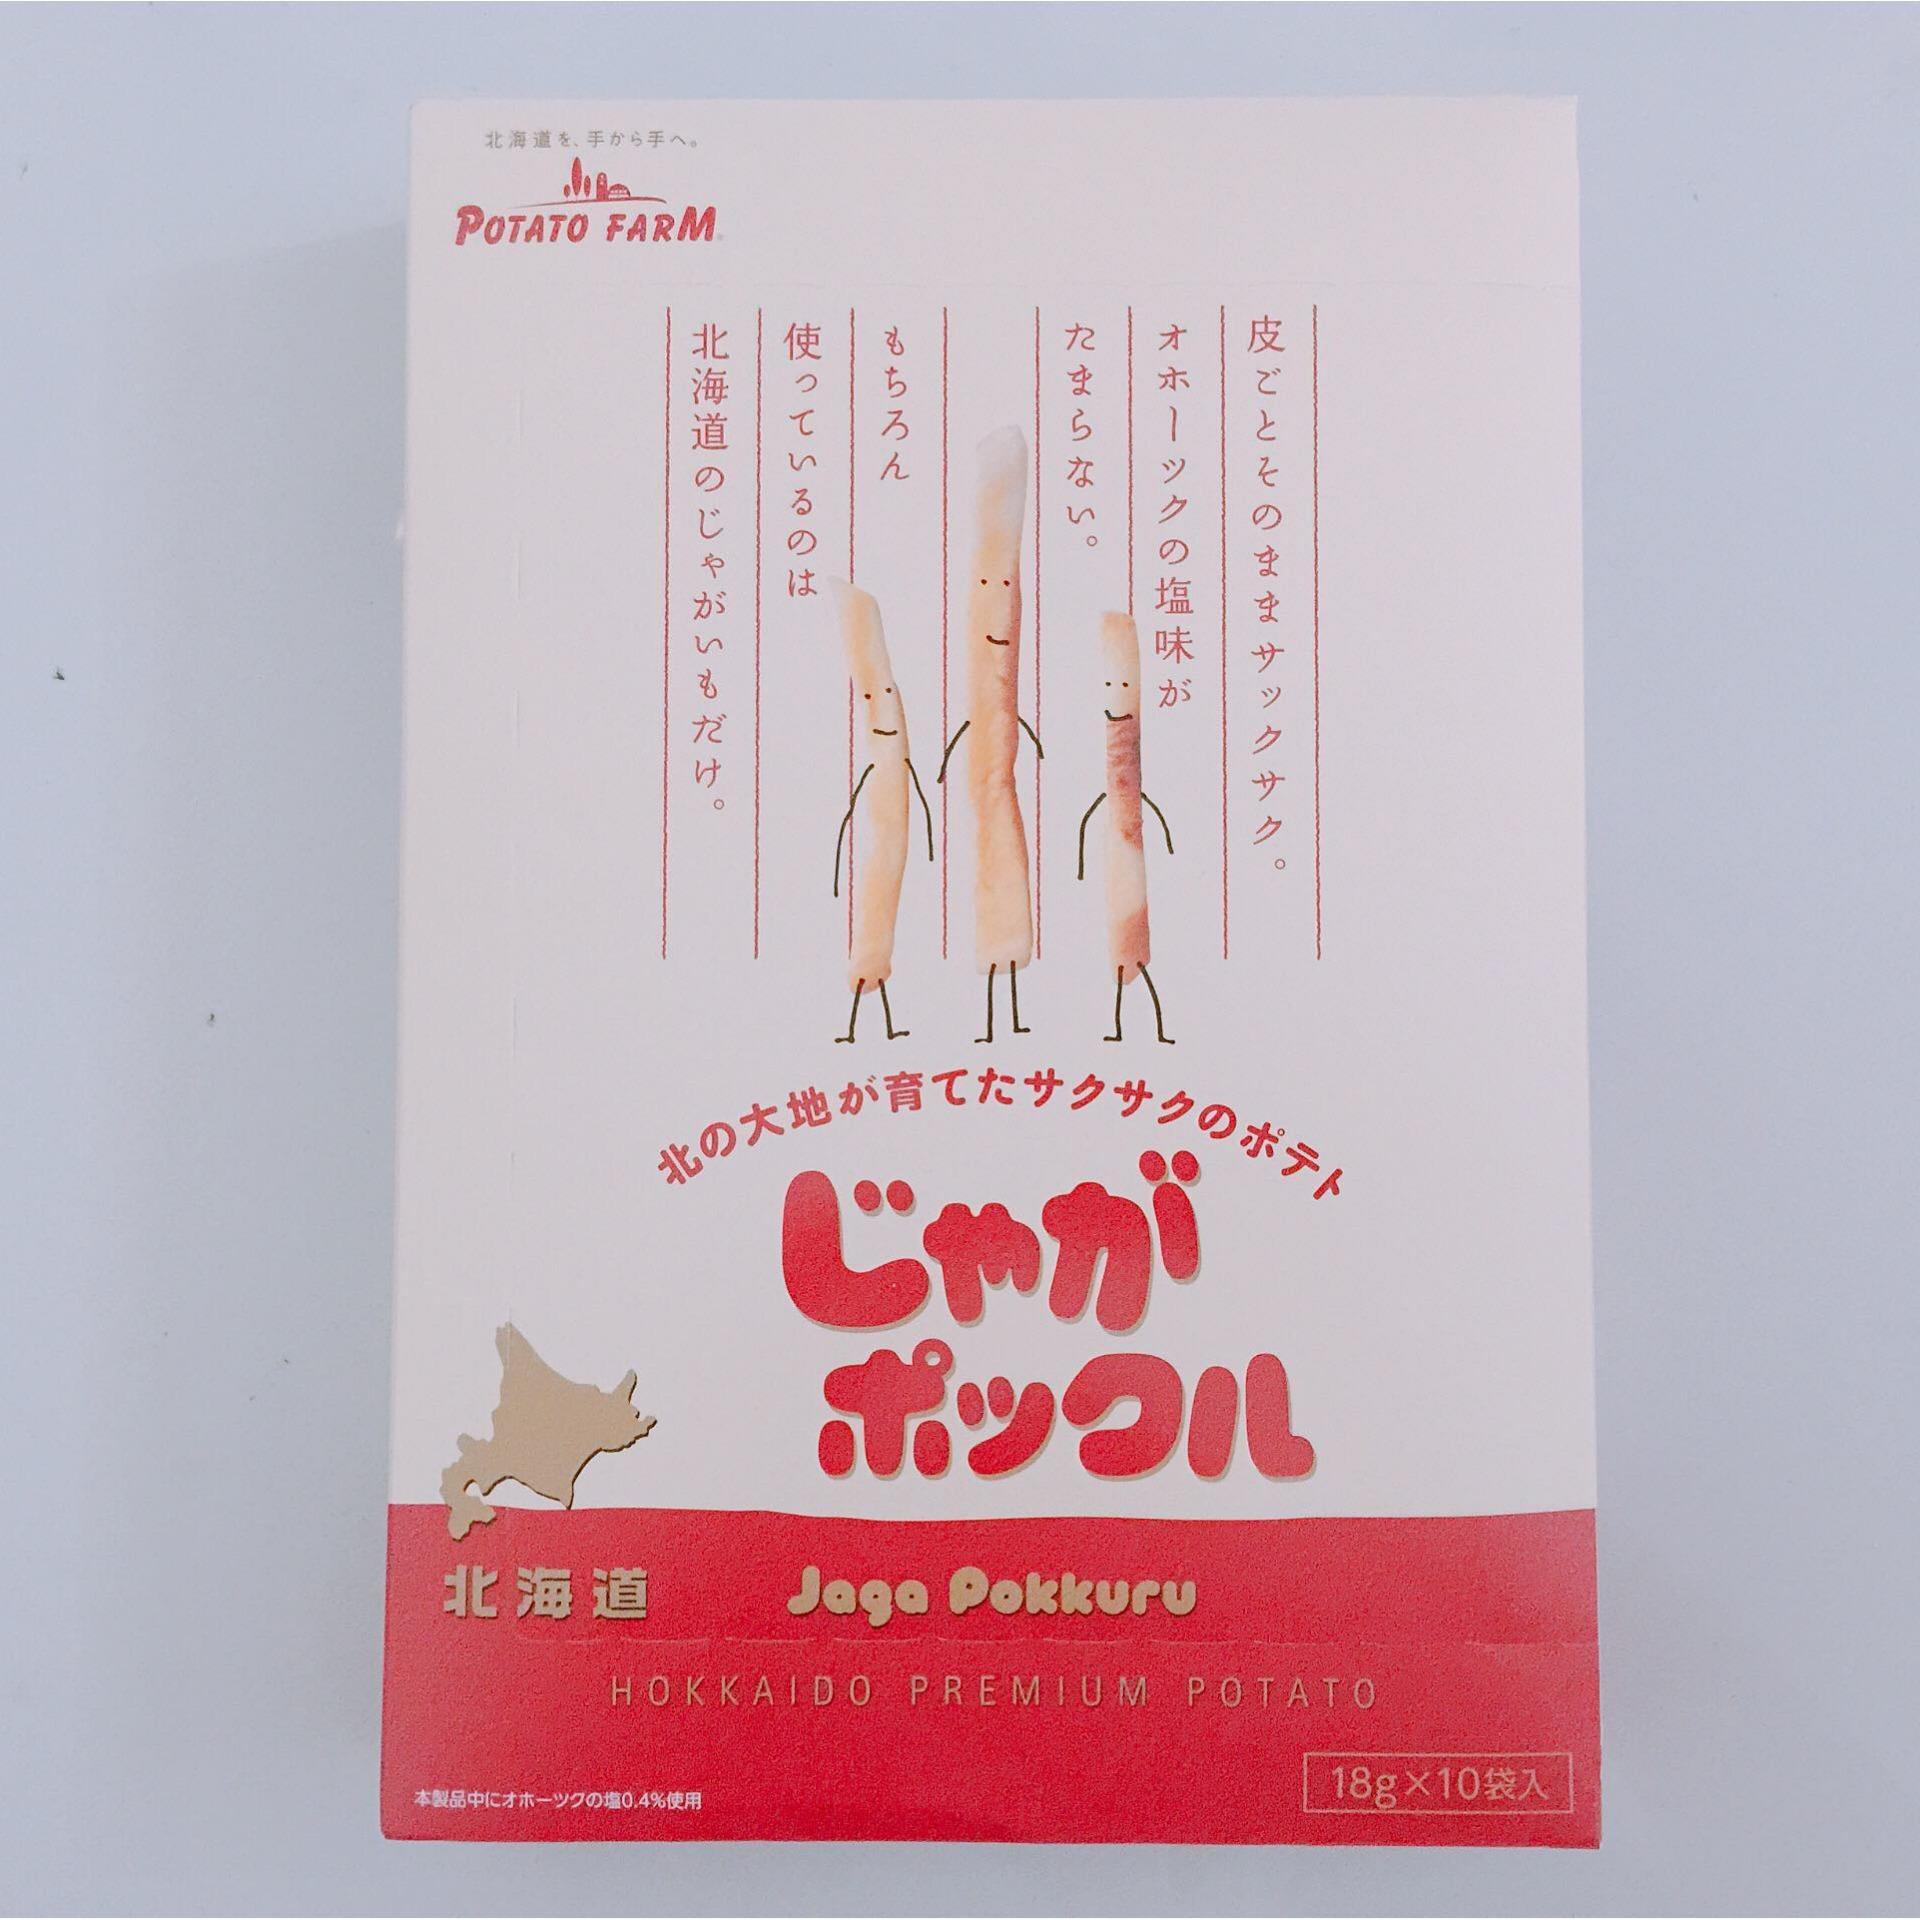 北海道を、手から手へ。
POTATO FARM
皮ごとそのままサックサク。
オホーツクの塩味が
たまらない。
もちろん
使っているのは
北海道のじゃがいもだけ。
北の大地が育てたサクサクのポテト
じゃが
ポックル
北海道
Jaga Pokkuru
HOKKAIDO PREMIUM POTATO
18g×10袋入
本製品中にオホーツクの塩0.4%使用